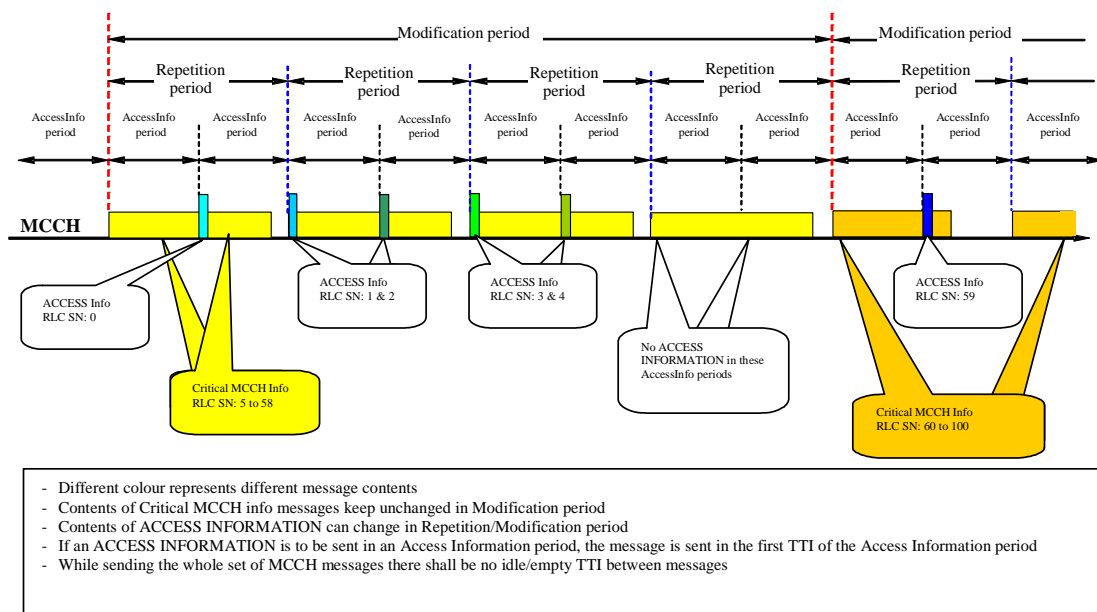 Modification period
Modification period
Repetition
period
Repetition
period
Repetition
period
Repetition
period
Repetition
period
AccessInfo
period
AccessInfo
period
AccessInfo
period
AccessInfo
period
AccessInfo
period
AccessInfo
period
AccessInfo
period
AccessInfo
period
AccessInfo
period
AccessInfo
period
AccessInfo
period
AccessInfo
period
MCCH
ACCESS Info
RLC SN: 0
ACCESS Info
RLC SN: 1 & 2
ACCESS Info
RLC SN: 3 & 4
ACCESS Info
RLC SN: 59
No ACCESS
INFORMATION in these
AccessInfo periods
Critical MCCH Info
RLC SN: 5 to 58
Critical MCCH Info
RLC SN: 60 to 100
- Different colour represents different message contents
- Contents of Critical MCCH info messages keep unchanged in Modification period
- Contents of ACCESS INFORMATION can change in Repetition/Modification period
- If an ACCESS INFORMATION is to be sent in an Access Information period, the message is sent in the first TTI of the Access Information period
- While sending the whole set of MCCH messages there shall be no idle/empty TTI between messages